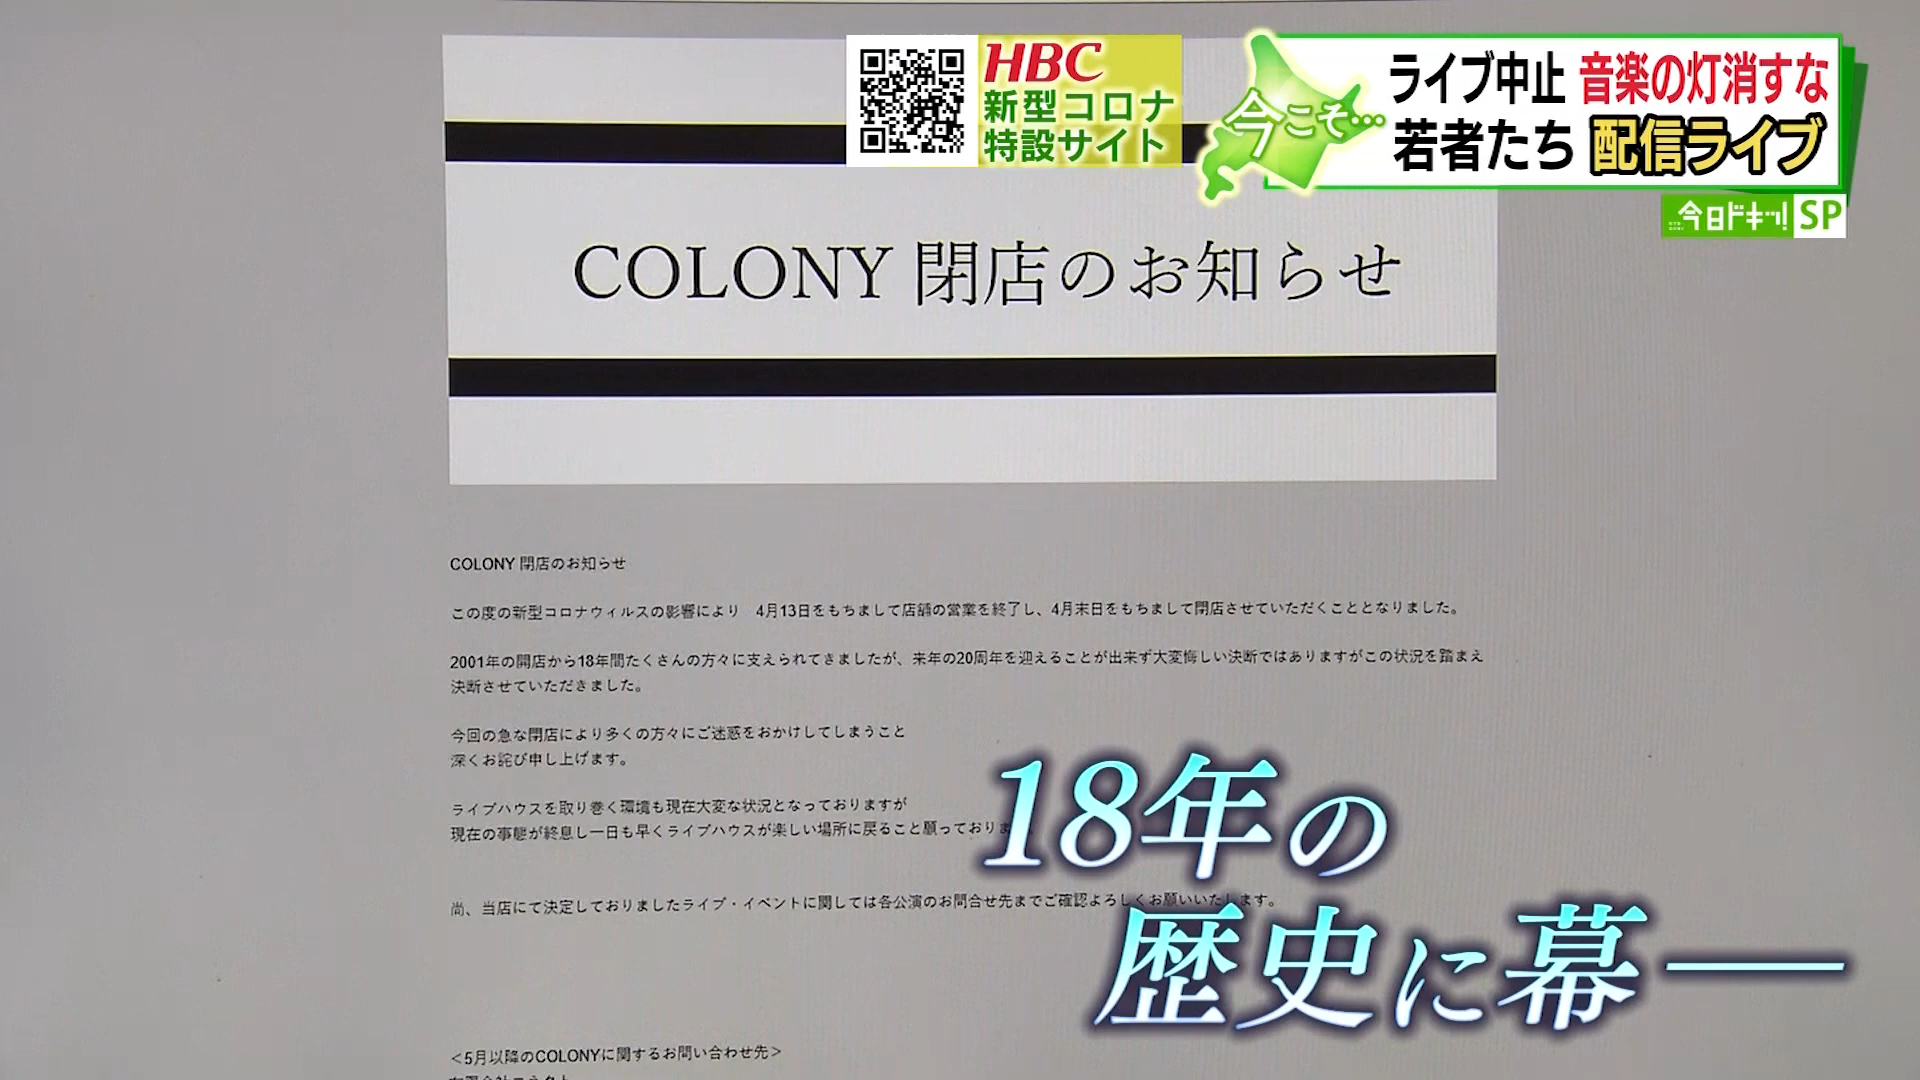 HBC
新型コロナ
特設サイト
今こそ…
ライブ中止 音楽の灯消すな
若者たち 配信ライブ
今日ドキッ! SP
COLONY 閉店のお知らせ
COLONY 閉店のお知らせ
この度の新型コロナウィルスの影響により　4月13日をもちまして店舗の営業を終了し、4月末日をもちまして閉店させていただくこととなりました。
2001年の開店から18年間たくさんの方々に支えられてきましたが、来年の20周年を迎えることが出来ず大変悔しい決断ではありますがこの状況を踏まえ
決断させていただきました。
今回の急な閉店により多くの方々にご迷惑をおかけしてしまうこと
深くお詫び申し上げます。
ライブハウスを取り巻く環境も現在大変な状況となっておりますが
現在の事態が終息し一日も早くライブハウスが楽しい場所に戻ること願っておりま
尚、当店にて決定しておりましたライブ・イベントに関しては各公演のお問合せ先までご確認よろしくお願いいたします。
18年の
歴史に幕―
＜5月以降のCOLONYに関するお問い合わせ先＞